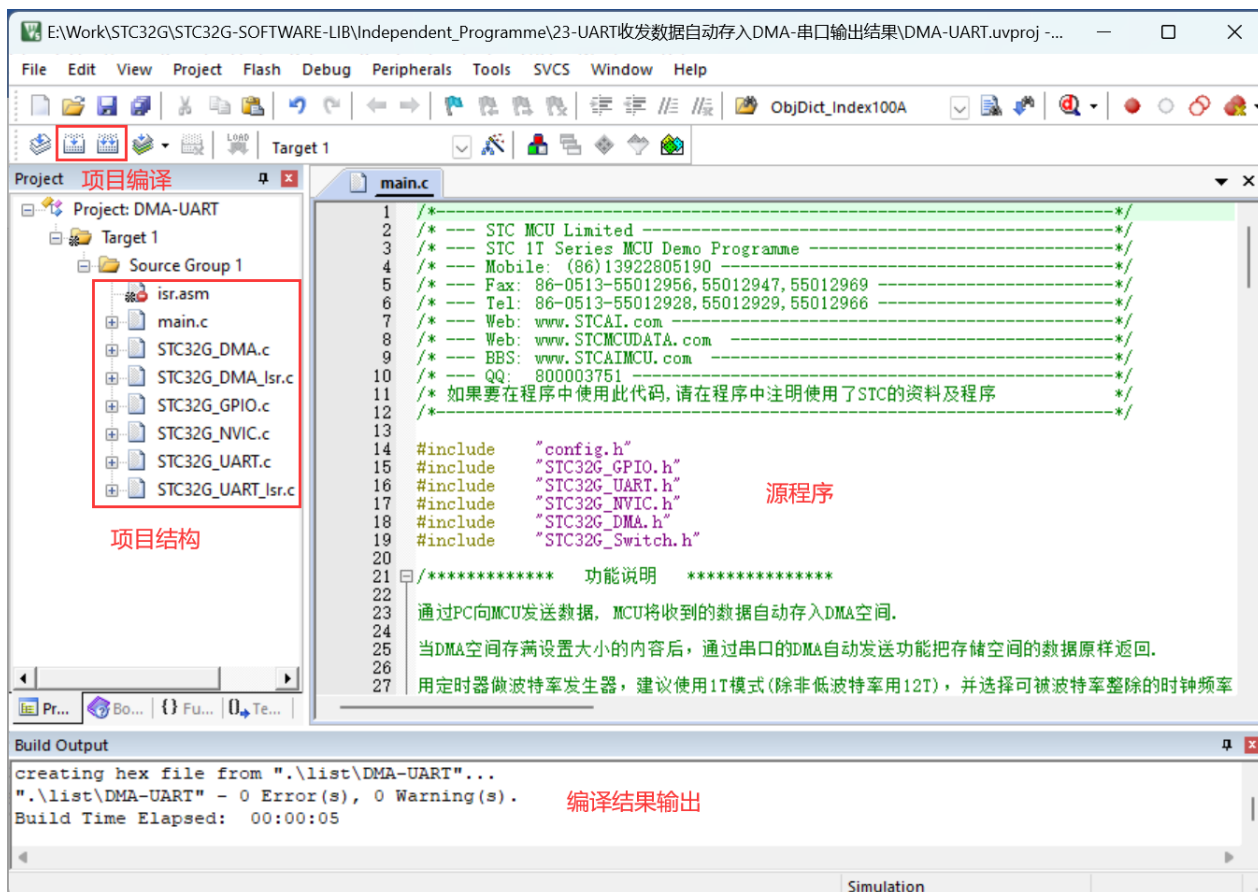 E:\Work\STC32G\STC32G-SOFTWARE-LIB\Independent_Programme\23-UART收发数据自动存入DMA-串口输出结果\DMA-UART.uvproj -...
File Edit View Project Flash Debug Peripherals Tools SVCS Window Help
ObjDict_Index100A
LOAD Target 1
Project 项目编译
main.c
Project: DMA-UART
Target 1
Source Group 1
isr.asm
main.c
STC32G_DMA.c
STC32G_DMA_Isr.c
STC32G_GPIO.c
STC32G_NVIC.c
STC32G_UART.c
STC32G_UART_Isr.c
项目结构
1 /*---------------------------------------------------------------------*/
2 /* --- STC MCU Limited ------------------------------------------------*/
3 /* --- STC 1T Series MCU Demo Programme -------------------------------*/
4 /* --- Mobile: (86)13922805190 ----------------------------------------*/
5 /* --- Fax: 86-0513-55012956,55012947,55012969 ------------------------*/
6 /* --- Tel: 86-0513-55012928,55012929,55012966 ------------------------*/
7 /* --- Web: www.STCAI.com ---------------------------------------------*/
8 /* --- Web: www.STCMCUDATA.com  ---------------------------------------*/
9 /* --- BBS: www.STCAIMCU.com  -----------------------------------------*/
10 /* --- QQ:  800003751 -------------------------------------------------*/
11 /* 如果要在程序中使用此代码,请在程序中注明使用了STC的资料及程序 */
12 /*---------------------------------------------------------------------*/
13
14 #include "config.h"
15 #include "STC32G_GPIO.h"
16 #include "STC32G_UART.h"
17 #include "STC32G_NVIC.h"
18 #include "STC32G_DMA.h"
19 #include "STC32G_Switch.h"
源程序
20
21 /************* 功能说明 ***************
22
23 通过PC向MCU发送数据, MCU将收到的数据自动存入DMA空间.
24
25 当DMA空间存满设置大小的内容后，通过串口的DMA自动发送功能把存储空间的数据原样返回.
26
27 用定时器做波特率发生器，建议使用1T模式(除非低波特率用12T)，并选择可被波特率整除的时钟频率
Pr... Bo... {} Fu... Te...
Build Output
creating hex file from ".\list\DMA-UART"...
".\list\DMA-UART" - 0 Error(s), 0 Warning(s).
Build Time Elapsed:  00:00:05
编译结果输出
Simulation